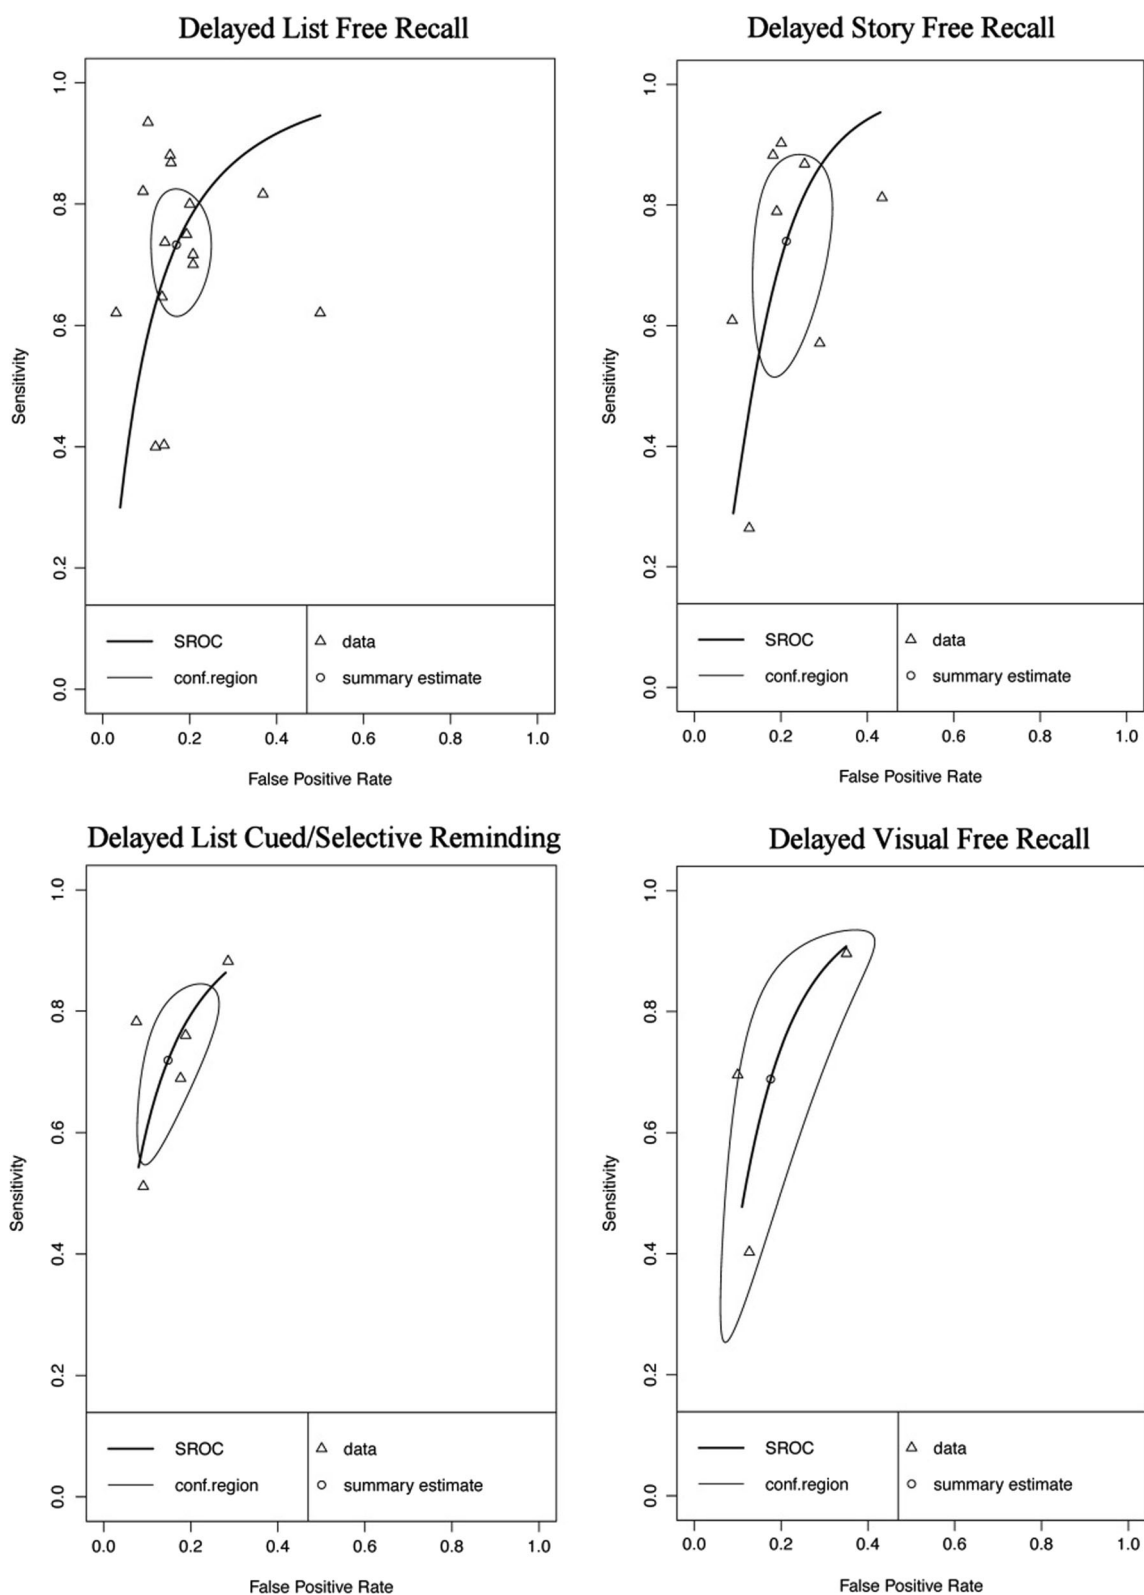 Delayed List Free Recall
Sensitivity
1.0
0.8
0.6
0.4
0.2
0.0
SROC
data
conf.region
summary estimate
0.0 0.2 0.4 0.6 0.8 1.0
False Positive Rate
Delayed Story Free Recall
Sensitivity
1.0
0.8
0.6
0.4
0.2
0.0
SROC
data
conf.region
summary estimate
0.0 0.2 0.4 0.6 0.8 1.0
False Positive Rate
Delayed List Cued/Selective Reminding
Sensitivity
1.0
0.8
0.6
0.4
0.2
0.0
SROC
data
conf.region
summary estimate
0.0 0.2 0.4 0.6 0.8 1.0
False Positive Rate
Delayed Visual Free Recall
Sensitivity
1.0
0.8
0.6
0.4
0.2
0.0
SROC
data
conf.region
summary estimate
0.0 0.2 0.4 0.6 0.8 1.0
False Positive Rate